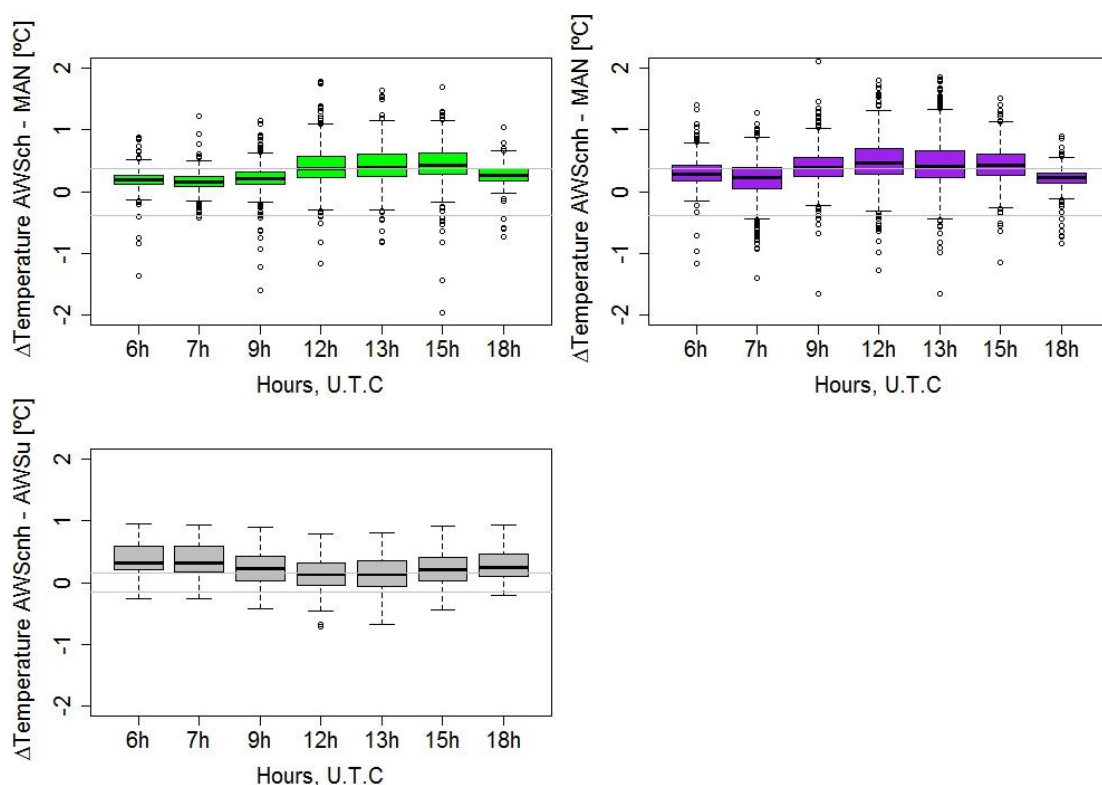 ΔTemperature AWSch - MAN [ºC]
2
1
0
-1
-2
6h 7h 9h 12h 13h 15h 18h
Hours, U.T.C
ΔTemperature AWScnh - MAN [ºC]
2
1
0
-1
-2
6h 7h 9h 12h 13h 15h 18h
Hours, U.T.C
ΔTemperature AWScnh - AWSu [ºC]
2
1
0
-1
-2
6h 7h 9h 12h 13h 15h 18h
Hours, U.T.C